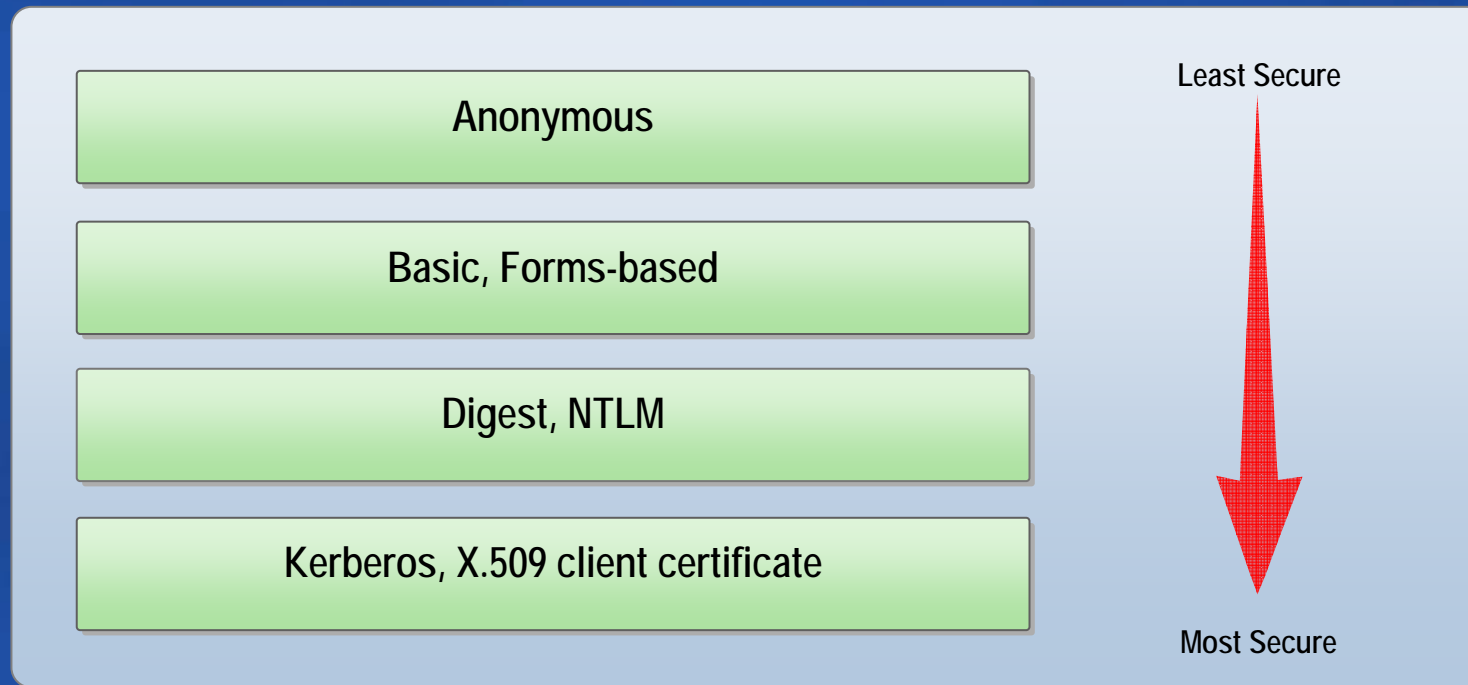 Least Secure
Anonymous
Basic, Forms-based
Digest, NTLM
Kerberos, X.509 client certificate
Most Secure